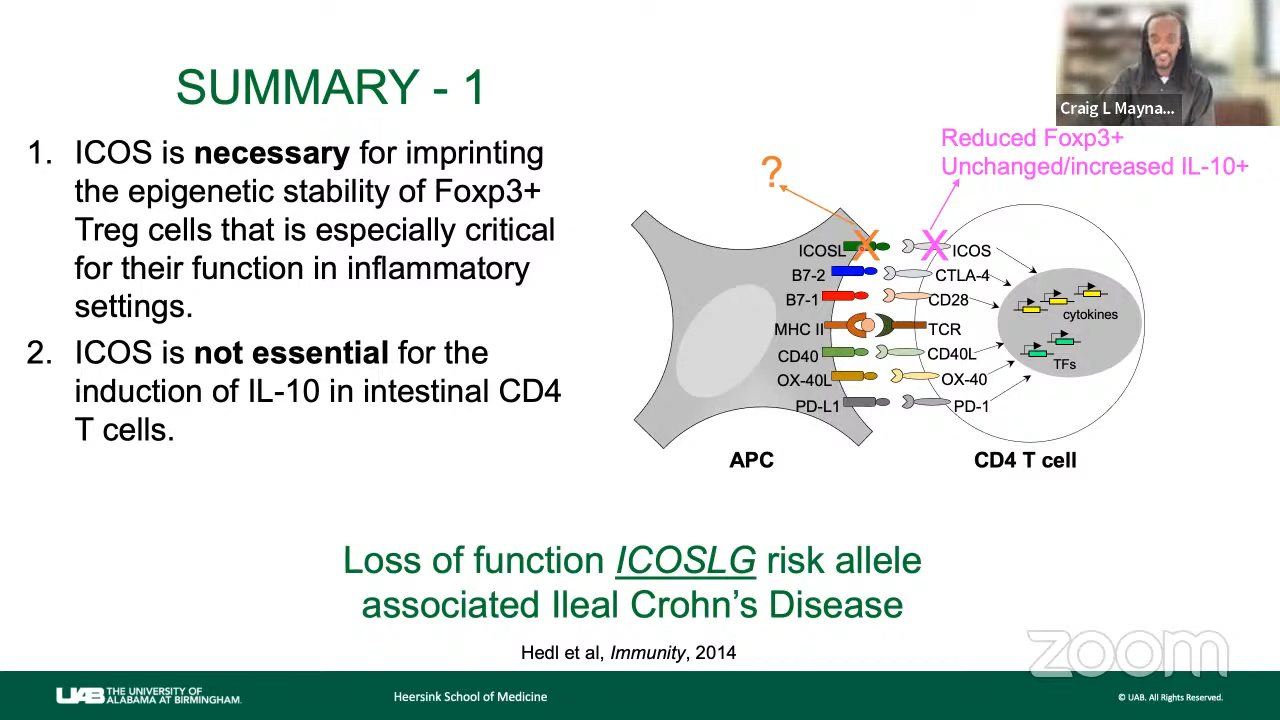 SUMMARY - 1
1. ICOS is necessary for imprinting
the epigenetic stability of Foxp3+
Treg cells that is especially critical
for their function in inflammatory
settings.
2. ICOS is not essential for the
induction of IL-10 in intestinal CD4
T cells.
Craig L Mayna...
Reduced Foxp3+
Unchanged/increased IL-10+
?
X X
ICOSL ICOS
B7-2 CTLA-4
B7-1 CD28
MHC II TCR
CD40 CD40L
OX-40L OX-40
PD-L1 PD-1
cytokines
TFs
APC CD4 T cell
Loss of function ICOSLG risk allele
associated Ileal Crohn's Disease
Hedl et al, Immunity, 2014
zoom
UAB THE UNIVERSITY OF
ALABAMA AT BIRMINGHAM.
Heersink School of Medicine
© UAB. All Rights Reserved.